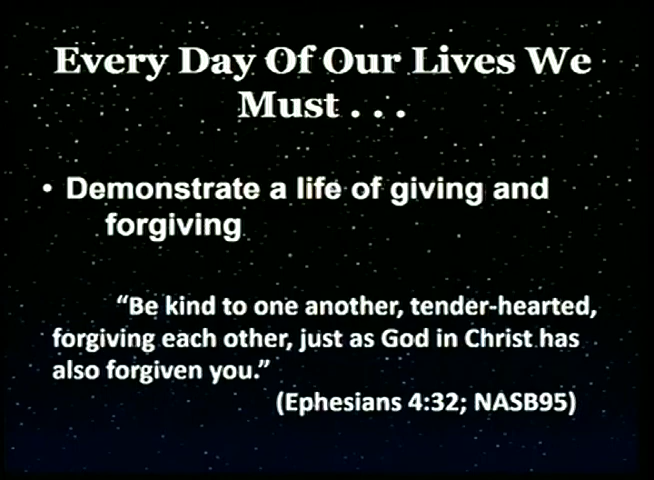 Every Day Of Our Lives We
Must . . .
• Demonstrate a life of giving and
forgiving
“Be kind to one another, tender-hearted,
forgiving each other, just as God in Christ has
also forgiven you.”
(Ephesians 4:32; NASB95)